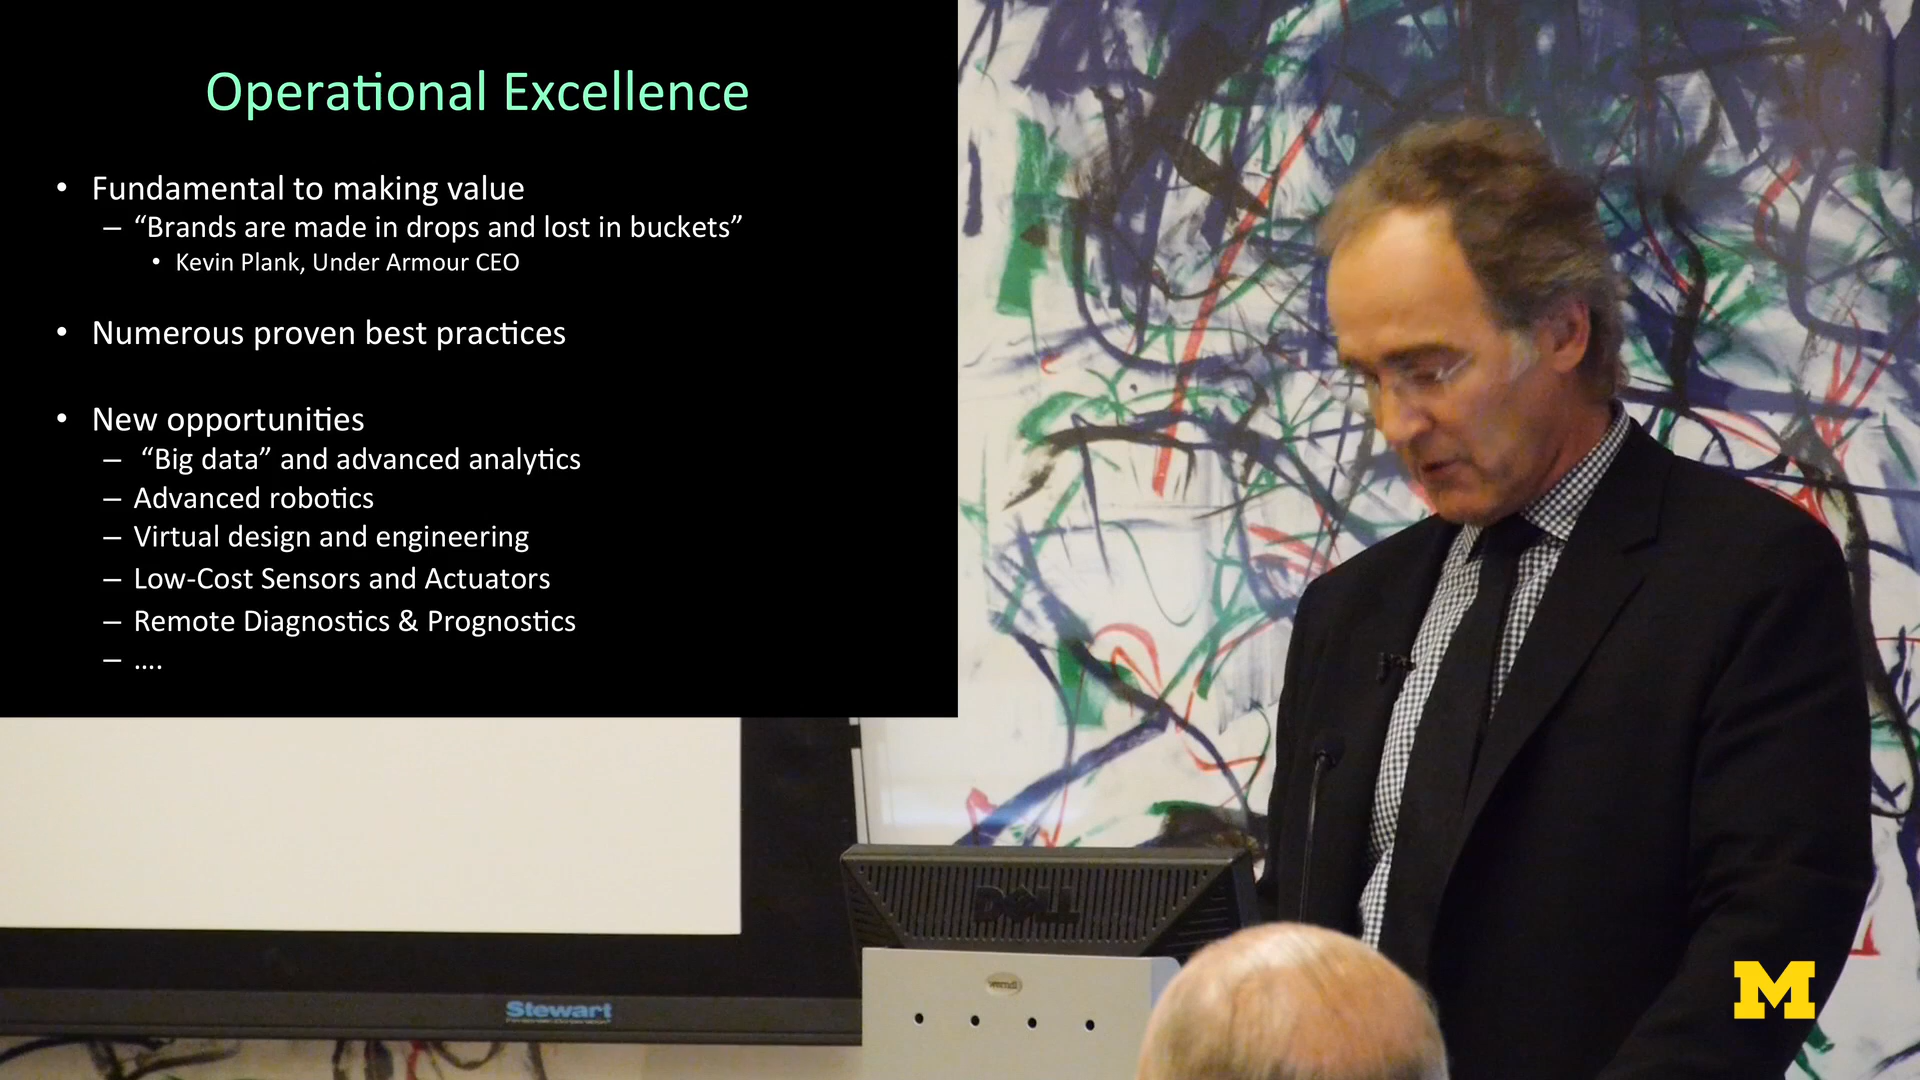 Operational Excellence
• Fundamental to making value
– “Brands are made in drops and lost in buckets”
• Kevin Plank, Under Armour CEO
• Numerous proven best practices
• New opportunities
– “Big data” and advanced analytics
– Advanced robotics
– Virtual design and engineering
– Low-Cost Sensors and Actuators
– Remote Diagnostics & Prognostics
– ....
DELL
Stewart
M